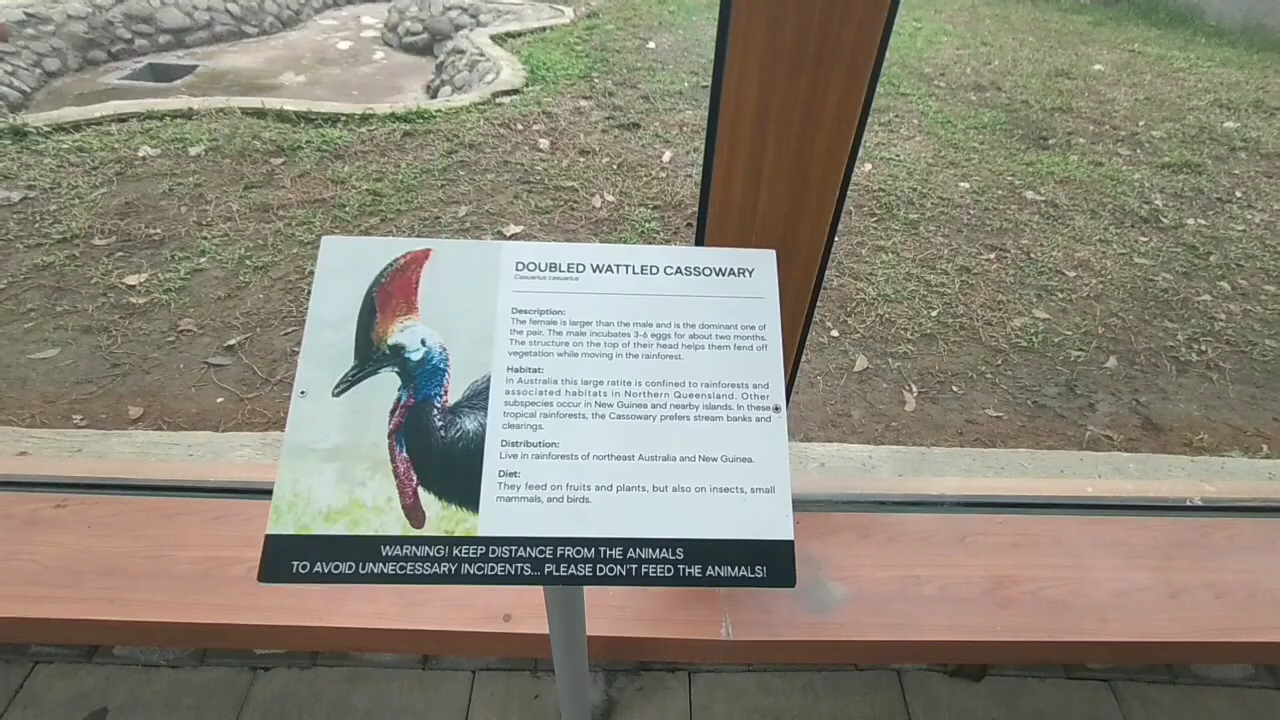 DOUBLED WATTLED CASSOWARY
Casuarius casuarius
Description:
The female is larger than the male and is the dominant one of
the pair. The male incubates 3-6 eggs for about two months.
The structure on the top of their head helps them fend off
vegetation while moving in the rainforest.
Habitat:
In Australia this large ratite is confined to rainforests and
associated habitats in Northern Queensland. Other
subspecies occur in New Guinea and nearby islands. In these
tropical rainforests, the Cassowary prefers stream banks and
clearings.
Distribution:
Live in rainforests of northeast Australia and New Guinea.
Diet:
They feed on fruits and plants, but also on insects, small
mammals, and birds.
WARNING! KEEP DISTANCE FROM THE ANIMALS
TO AVOID UNNECESSARY INCIDENTS... PLEASE DON'T FEED THE ANIMALS!